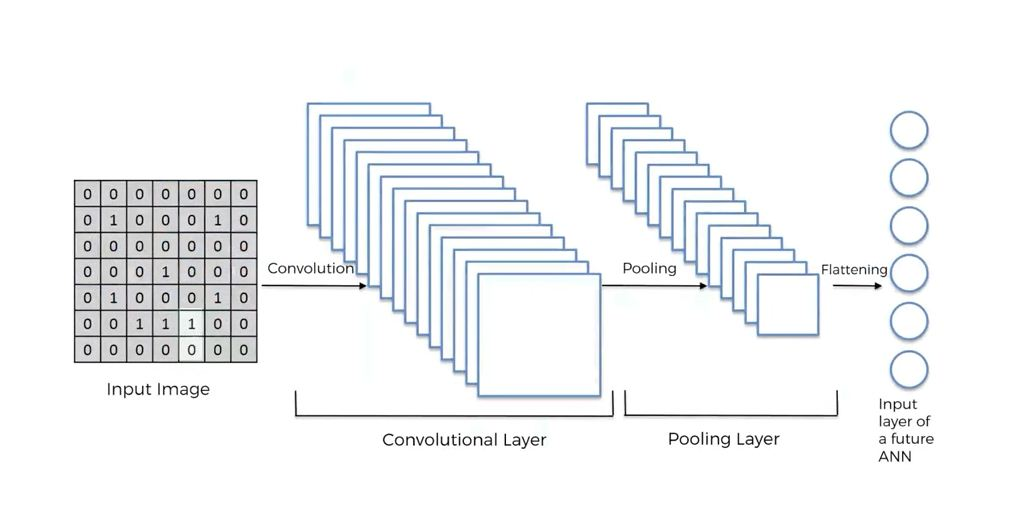 0 0 0 0 0 0 0
0 1 0 0 0 1 0
0 0 0 0 0 0 0
0 0 0 1 0 0 0
0 1 0 0 0 1 0
0 0 1 1 1 0 0
0 0 0 0 0 0 0
Input Image
Convolution
Convolutional Layer
Pooling
Pooling Layer
Flattening
Input
layer of
a future
ANN